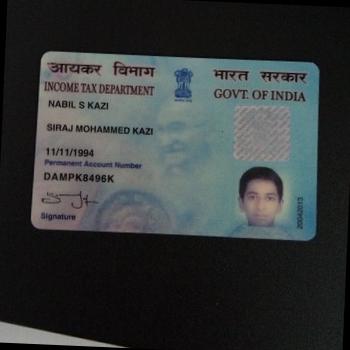 आयकर विभाग
INCOME TAX DEPARTMENT
भारत सरकार
GOVT. OF INDIA
NABIL S KAZI
SIRAJ MOHAMMED KAZI
11/11/1994
Permanent Account Number
DAMPK8496K
Signature
20042013